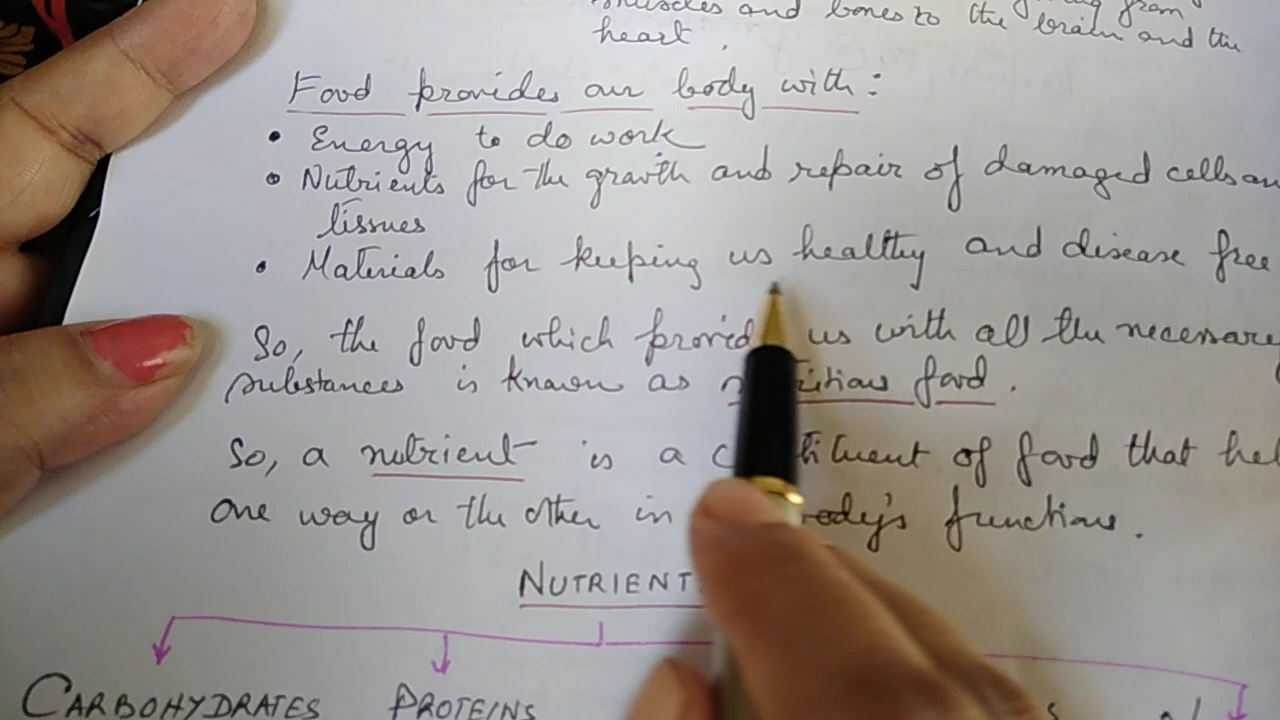 muscles and bones to the brain and the
heart.
Food provides our body with:
• Energy to do work
• Nutrients for the growth and repair of damaged cells an
tissues
• Materials for keeping us healthy and disease free
So, the food which provid us with all the necessary
substances is known as food.
So, a nutrient is a of food that hel
one way or the other in functions.
NUTRIENT
CARBOHYDRATES PROTEINS